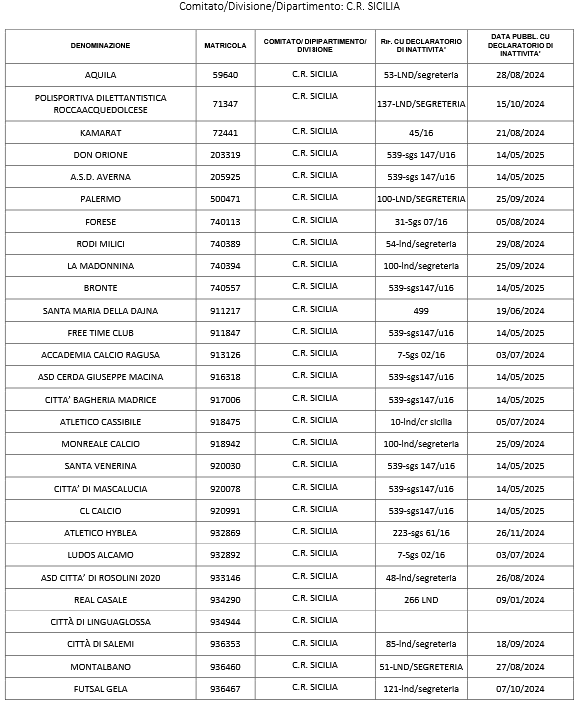 Comitato/Divisione/Dipartimento: C.R. SICILIA
DENOMINAZIONE MATRICOLA COMITATO/ DIPIPARTIMENTO/ DIVISIONE RIF. CU DECLARATORIO DI INATTIVITA' DATA PUBBL. CU DECLARATORIO DI INATTIVITA'
AQUILA 59640 C.R. SICILIA 53-LND/segreteria 28/08/2024
POLISPORTIVA DILETTANTISTICA ROCCAACQUEDOLCESE 71347 C.R. SICILIA 137-LND/SEGRETERIA 15/10/2024
KAMARAT 72441 C.R. SICILIA 45/16 21/08/2024
DON ORIONE 203319 C.R. SICILIA 539-sgs 147/U16 14/05/2025
A.S.D. AVERNA 205925 C.R. SICILIA 539-sgs 147/u16 14/05/2025
PALERMO 500471 C.R. SICILIA 100-LND/SEGRETERIA 25/09/2024
FORESE 740113 C.R. SICILIA 31-Sgs 07/16 05/08/2024
RODI MILICI 740389 C.R. SICILIA 54-lnd/segreteria 29/08/2024
LA MADONNINA 740394 C.R. SICILIA 100-lnd/segreteria 25/09/2024
BRONTE 740557 C.R. SICILIA 539-sgs147/u16 14/05/2025
SANTA MARIA DELLA DAJNA 911217 C.R. SICILIA 499 19/06/2024
FREE TIME CLUB 911847 C.R. SICILIA 539-sgs147/u16 14/05/2025
ACCADEMIA CALCIO RAGUSA 913126 C.R. SICILIA 7-Sgs 02/16 03/07/2024
ASD CERDA GIUSEPPE MACINA 916318 C.R. SICILIA 539-sgs147/u16 14/05/2025
CITTA' BAGHERIA MADRICE 917006 C.R. SICILIA 539-sgs147/u16 14/05/2025
ATLETICO CASSIBILE 918475 C.R. SICILIA 10-lnd/cr sicilia 05/07/2024
MONREALE CALCIO 918942 C.R. SICILIA 100-lnd/segreteria 25/09/2024
SANTA VENERINA 920030 C.R. SICILIA 539-sgs 147/u16 14/05/2025
CITTA' DI MASCALUCIA 920078 C.R. SICILIA 539-sgs147/u16 14/05/2025
CL CALCIO 920991 C.R. SICILIA 539-sgs147/u16 14/05/2025
ATLETICO HYBLEA 932869 C.R. SICILIA 223-sgs 61/16 26/11/2024
LUDOS ALCAMO 932892 C.R. SICILIA 7-Sgs 02/16 03/07/2024
ASD CITTA' DI ROSOLINI 2020 933146 C.R. SICILIA 48-lnd/segreteria 26/08/2024
REAL CASALE 934290 C.R. SICILIA 266 LND 09/01/2024
CITTÀ DI LINGUAGLOSSA 934944 C.R. SICILIA
CITTÀ DI SALEMI 936353 C.R. SICILIA 85-lnd/segreteria 18/09/2024
MONTALBANO 936460 C.R. SICILIA 51-LND/SEGRETERIA 27/08/2024
FUTSAL GELA 936467 C.R. SICILIA 121-lnd/segreteria 07/10/2024